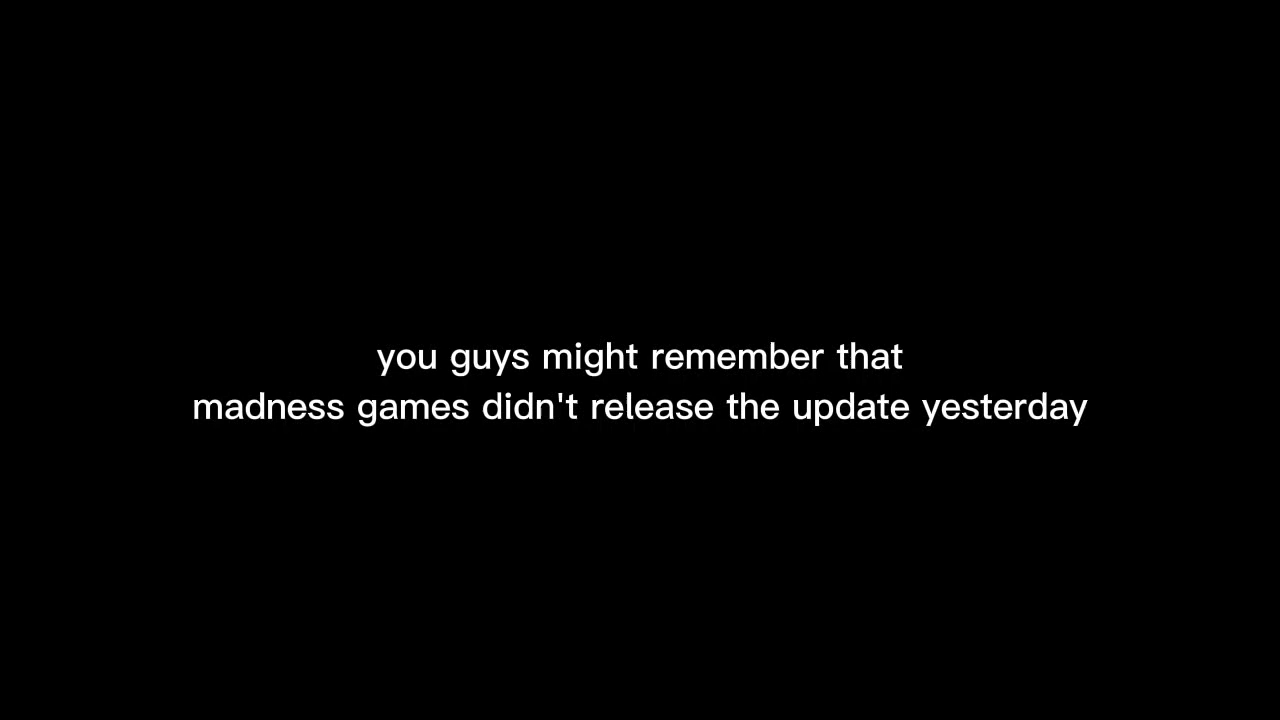 you guys might remember that
madness games didn't release the update yesterday